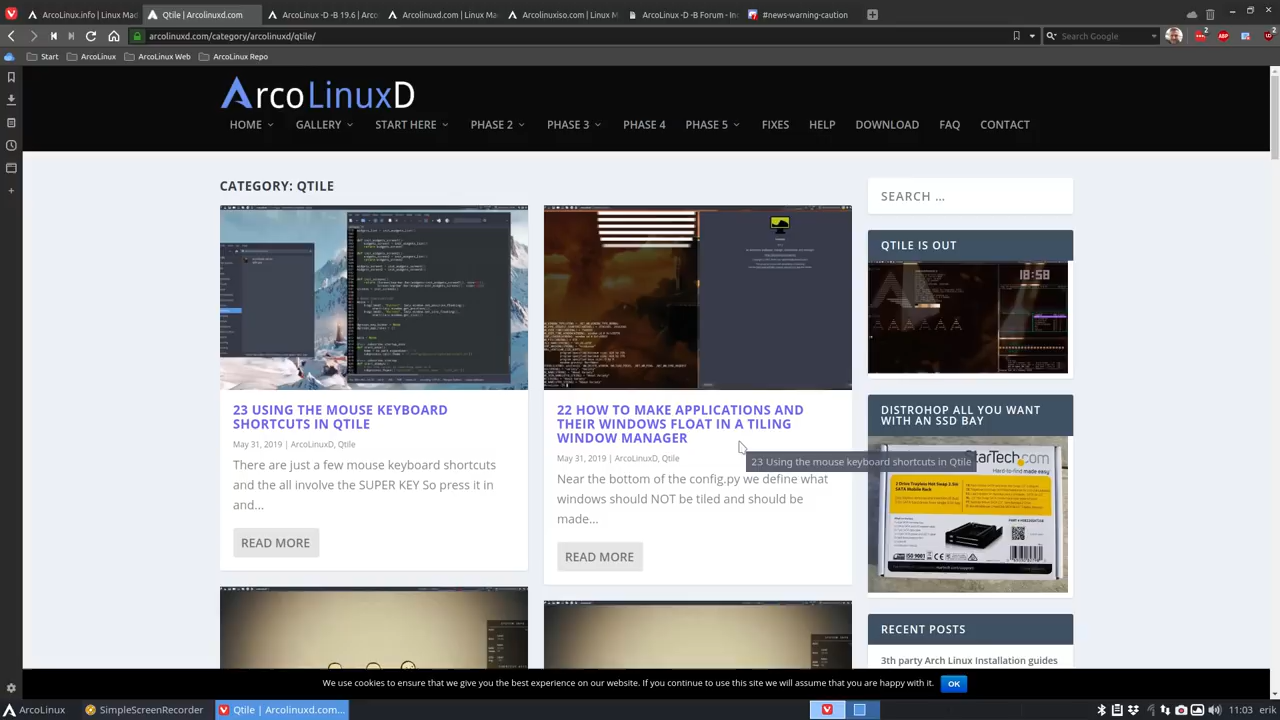 ArcoLinux.info | Linux Mad
Qtile | Arcolinuxd.com
ArcoLinux -D -B 19.6 | Arc
Arcolinuxd.com | Linux Ma
Arcolinuxiso.com | Linux M
ArcoLinux -D -B Forum - In
#news-warning-caution
arcolinuxd.com/category/arcolinuxd/qtile/
Search Google
Start
ArcoLinux
ArcoLinux Web
ArcoLinux Repo
ArcoLinuxD
HOME
GALLERY
START HERE
PHASE 2
PHASE 3
PHASE 4
PHASE 5
FIXES
HELP
DOWNLOAD
FAQ
CONTACT
CATEGORY: QTILE
23 USING THE MOUSE KEYBOARD
SHORTCUTS IN QTILE
May 31, 2019 | ArcoLinuxD, Qtile
There are just a few mouse keyboard shortcuts
and the all involve the SUPER KEY So press it in
and...
READ MORE
22 HOW TO MAKE APPLICATIONS AND
THEIR WINDOWS FLOAT IN A TILING
WINDOW MANAGER
May 31, 2019 | ArcoLinuxD, Qtile
23 Using the mouse keyboard shortcuts in Qtile
Near the bottom of the config.py we define what
windows should NOT be tled and should be
made...
READ MORE
SEARCH …
QTILE IS OUT
18:58
DISTROHOP ALL YOU WANT
WITH AN SSD BAY
StarTech.com
Hard-to-find made easy
RECENT POSTS
3th party Arch Linux Installation guides
We use cookies to ensure that we give you the best experience on our website. If you continue to use this site we will assume that you are happy with it.
OK
ArcoLinux
SimpleScreenRecorder
Qtile | Arcolinuxd.com...
11:03
erik